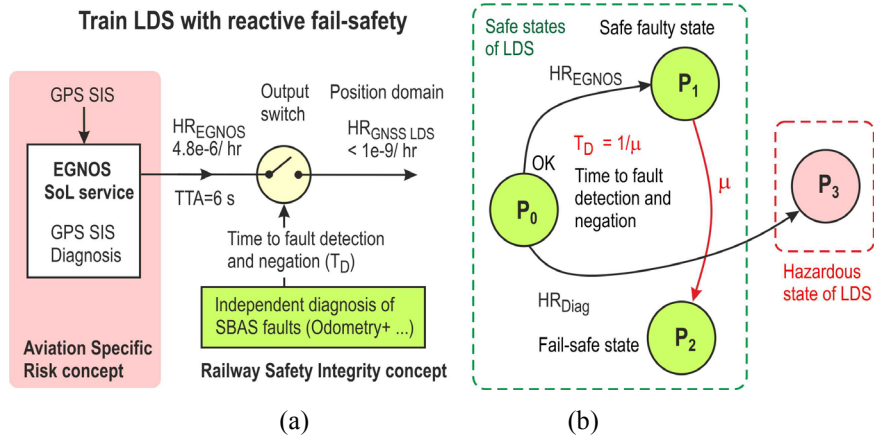 Train LDS with reactive fail-safety
GPS SIS
EGNOS
SoL service
GPS SIS
Diagnosis
Aviation Specific
Risk concept
HR_EGNOS
4.8e-6/ hr
TTA=6 s
Output
switch
Position domain
HR_GNSS LDS
< 1e-9/ hr
Time to fault detection
and negation (T_D)
Independent diagnosis of
SBAS faults (Odometry+ ...)
Railway Safety Integrity concept
(a)
Safe states
of LDS
Safe faulty state
HR_EGNOS
P_1
T_D = 1/μ
OK
Time to fault
detection and
negation
μ
P_0
P_3
HR_Diag
Hazardous
state of LDS
Fail-safe state
P_2
(b)